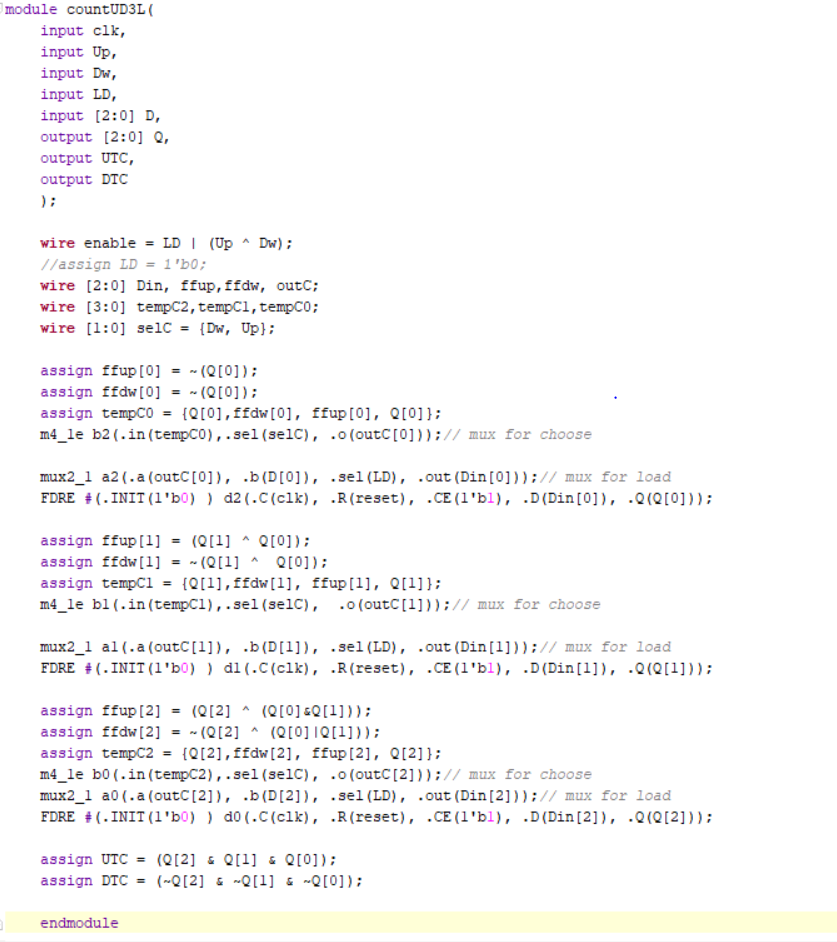 module countUD3L(
    input clk,
    input Up,
    input Dw,
    input LD,
    input [2:0] D,
    output [2:0] Q,
    output UTC,
    output DTC
    );

    wire enable = LD | (Up ^ Dw);
    //assign LD = 1'b0;
    wire [2:0] Din, ffup,ffdw, outC;
    wire [3:0] tempC2,tempC1,tempC0;
    wire [1:0] selC = {Dw, Up};

    assign ffup[0] = ~(Q[0]);
    assign ffdw[0] = ~(Q[0]);
    assign tempC0 = {Q[0],ffdw[0], ffup[0], Q[0]};
    m4_1e b2(.in(tempC0),.sel(selC), .o(outC[0]));// mux for choose

    mux2_1 a2(.a(outC[0]), .b(D[0]), .sel(LD), .out(Din[0]));// mux for load
    FDRE #(.INIT(1'b0) ) d2(.C(clk), .R(reset), .CE(1'b1), .D(Din[0]), .Q(Q[0]));

    assign ffup[1] = (Q[1] ^ Q[0]);
    assign ffdw[1] = ~(Q[1] ^  Q[0]);
    assign tempC1 = {Q[1],ffdw[1], ffup[1], Q[1]};
    m4_1e b1(.in(tempC1),.sel(selC),  .o(outC[1]));// mux for choose

    mux2_1 a1(.a(outC[1]), .b(D[1]), .sel(LD), .out(Din[1]));// mux for load
    FDRE #(.INIT(1'b0) ) d1(.C(clk), .R(reset), .CE(1'b1), .D(Din[1]), .Q(Q[1]));

    assign ffup[2] = (Q[2] ^ (Q[0]&Q[1]));
    assign ffdw[2] = ~(Q[2] ^ (Q[0]|Q[1]));
    assign tempC2 = {Q[2],ffdw[2], ffup[2], Q[2]};
    m4_1e b0(.in(tempC2),.sel(selC), .o(outC[2]));// mux for choose
    mux2_1 a0(.a(outC[2]), .b(D[2]), .sel(LD), .out(Din[2]));// mux for load
    FDRE #(.INIT(1'b0) ) d0(.C(clk), .R(reset), .CE(1'b1), .D(Din[2]), .Q(Q[2]));

    assign UTC = (Q[2] & Q[1] & Q[0]);
    assign DTC = (~Q[2] & ~Q[1] & ~Q[0]);

    endmodule